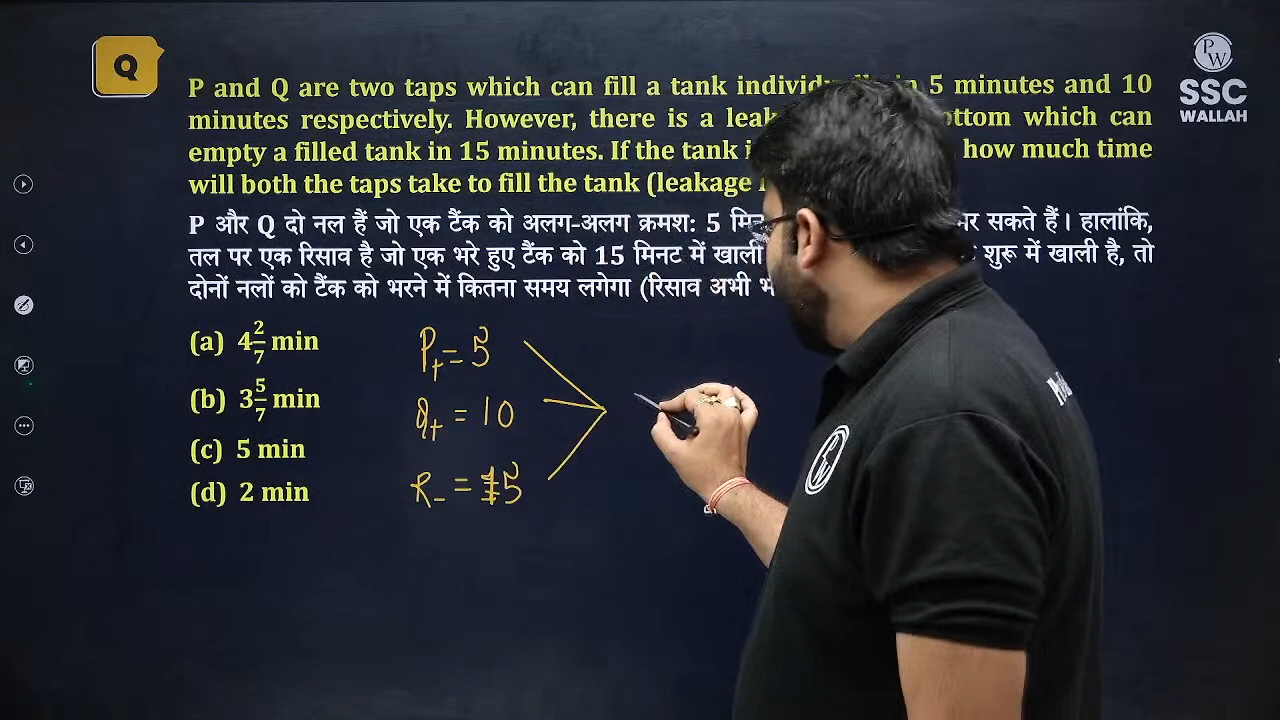 Q
PW
SSC
WALLAH
P and Q are two taps which can fill a tank in 5 minutes and 10
minutes respectively. However, there is a which can
empty a filled tank in 15 minutes. If the tank how much time
will both the taps take to fill the tank (leakage
P और Q दो नल हैं जो एक टैंक को अलग-अलग क्रमश: 5 सकते हैं। हालांकि,
तल पर एक रिसाव है जो एक भरे हुए टैंक को 15 मिनट में खाली शुरू में खाली है, तो
दोनों नलों को टैंक को भरने में कितना समय लगेगा (रिसाव अभी
(a) 4 2/7 min
(b) 3 5/7 min
(c) 5 min
(d) 2 min
P+ = 5
Q+ = 10
R- = 15
PW